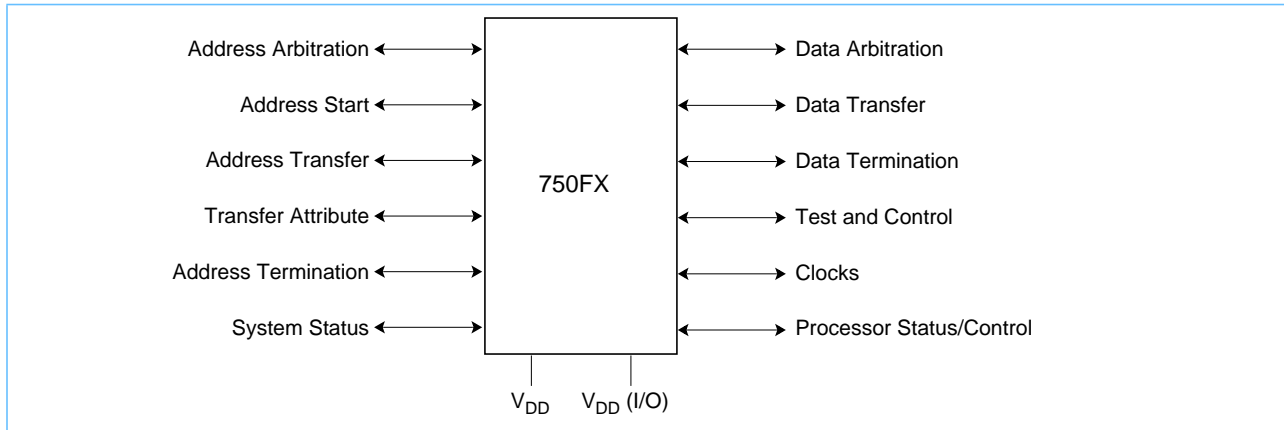 Address Arbitration
Address Start
Address Transfer
Transfer Attribute
Address Termination
System Status
750FX
Data Arbitration
Data Transfer
Data Termination
Test and Control
Clocks
Processor Status/Control
VDD
VDD (I/O)